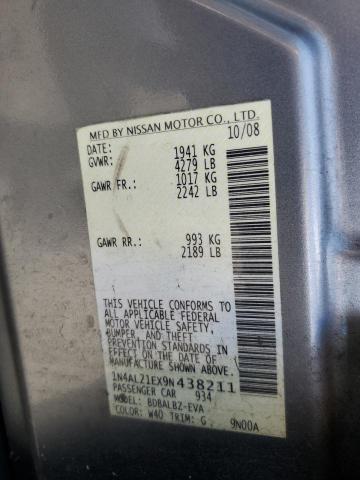 MFD BY NISSAN MOTOR CO., LTD.
DATE: 10/08
GVWR: 1941 KG
4279 LB
GAWR FR.: 1017 KG
2242 LB
GAWR RR.: 993 KG
2189 LB
THIS VEHICLE CONFORMS TO
ALL APPLICABLE FEDERAL
MOTOR VEHICLE SAFETY,
BUMPER, AND THEFT
PREVENTION STANDARDS
IN EFFECT ON THE DATE OF
MANUFACTURE SHOWN ABOVE.
1N4AL21EX9N438211
PASSENGER CAR 934
MODEL: BDBALBZ-EVA
COLOR: W40 TRIM: G 9N00A